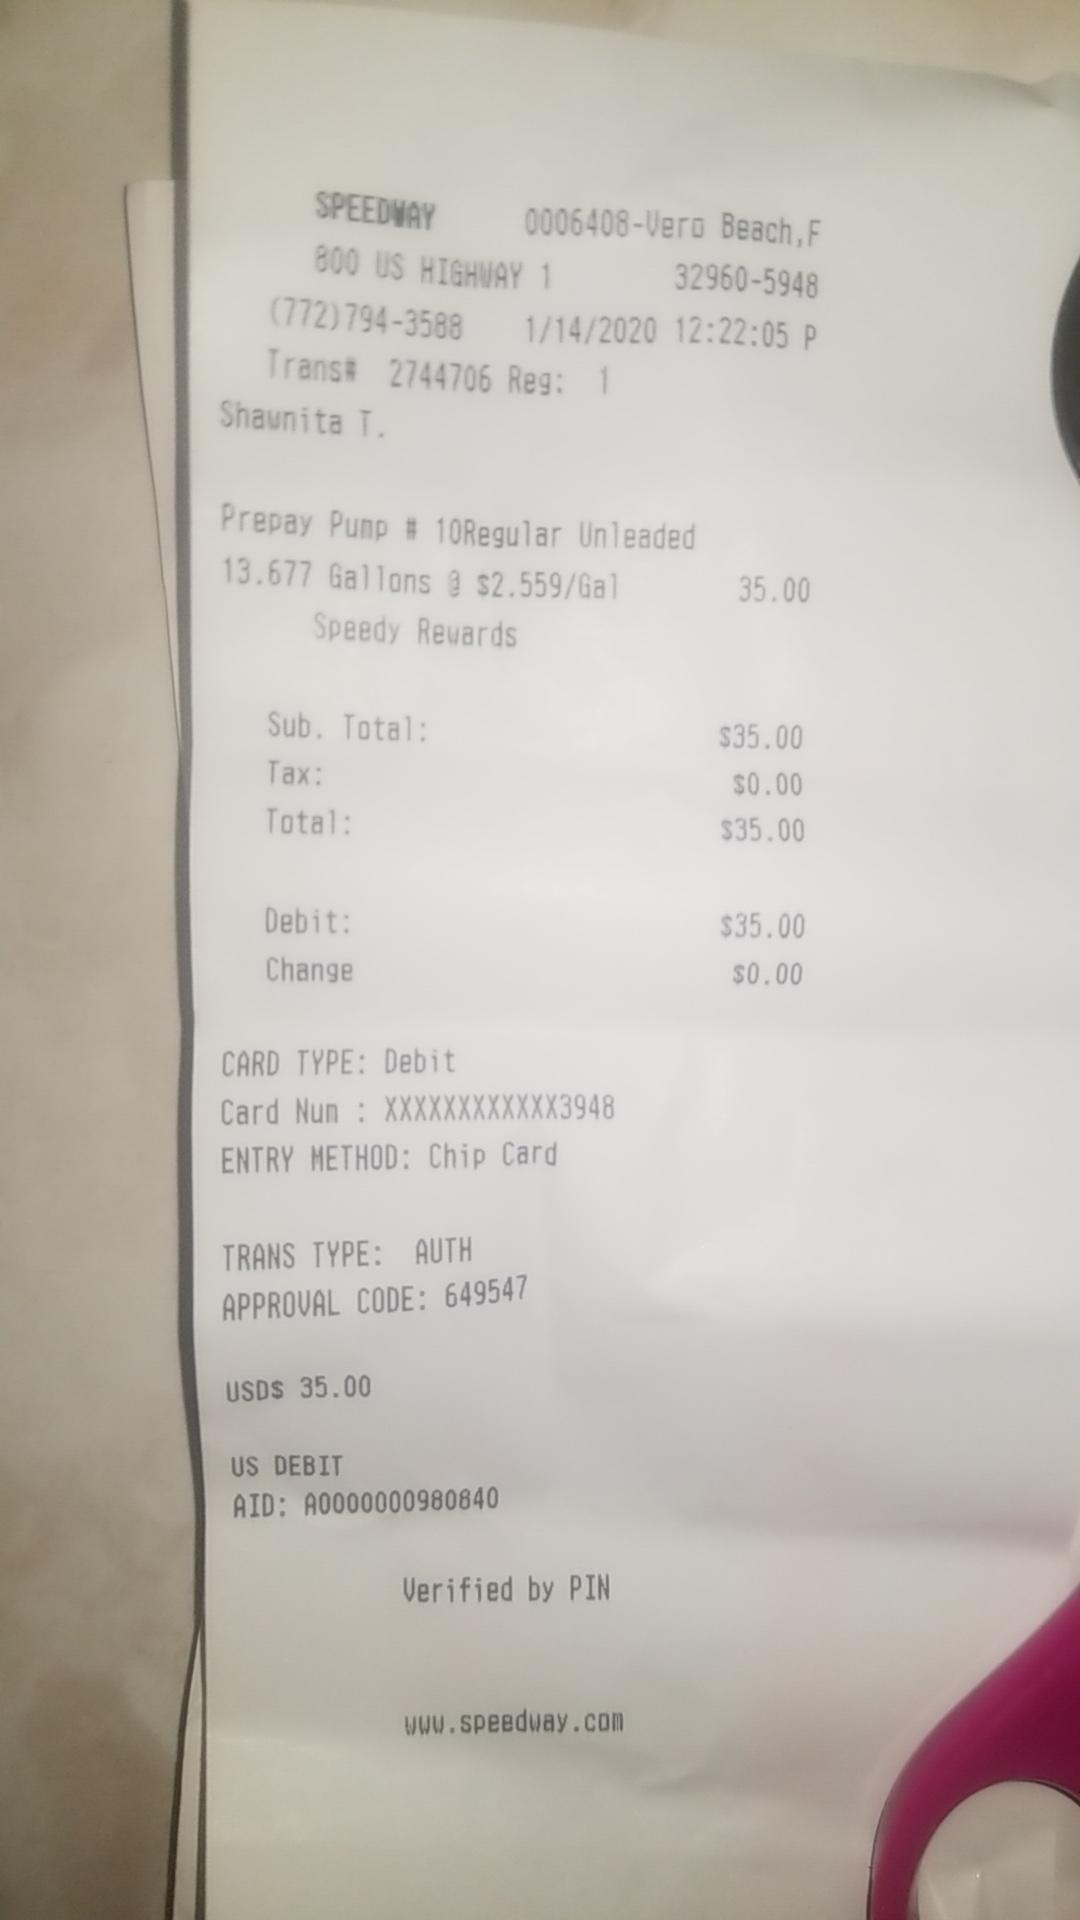 SPEEDWAY 0006408-Vero Beach,F
800 US HIGHWAY 1 32960-5948
(772)794-3588 1/14/2020 12:22:05 P
Trans# 2744706 Reg: 1
Shawnita T.
Prepay Pump # 10Regular Unleaded
13.677 Gallons @ $2.559/Gal 35.00
Speedy Rewards
Sub. Total: $35.00
Tax: $0.00
Total: $35.00
Debit: $35.00
Change $0.00
CARD TYPE: Debit
Card Num : XXXXXXXXXXXX3948
ENTRY METHOD: Chip Card
TRANS TYPE: AUTH
APPROVAL CODE: 649547
USD$ 35.00
US DEBIT
AID: A0000000980840
Verified by PIN
www.speedway.com